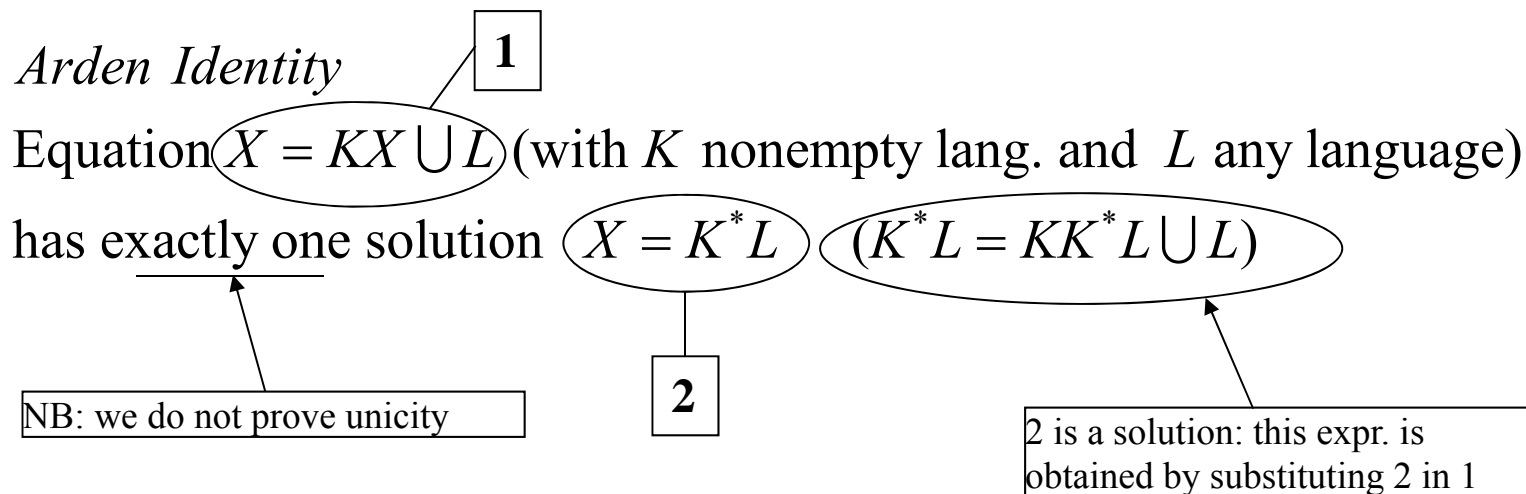 Arden Identity
1
Equation X = KX ⋃ L (with K nonempty lang. and L any language)
has exactly one solution X = K*L (K*L = KK*L ⋃ L)
NB: we do not prove unicity
2
2 is a solution: this expr. is
obtained by substituting 2 in 1